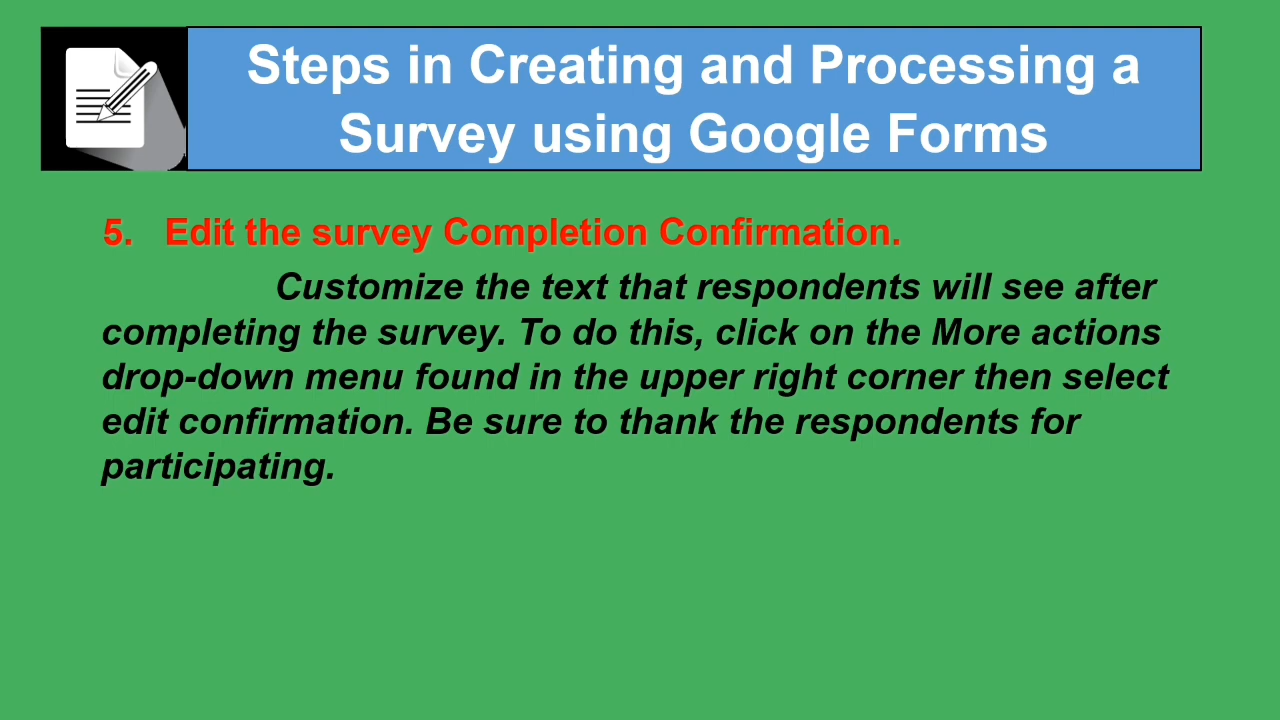 Steps in Creating and Processing a
Survey using Google Forms
5. Edit the survey Completion Confirmation.
Customize the text that respondents will see after
completing the survey. To do this, click on the More actions
drop-down menu found in the upper right corner then select
edit confirmation. Be sure to thank the respondents for
participating.